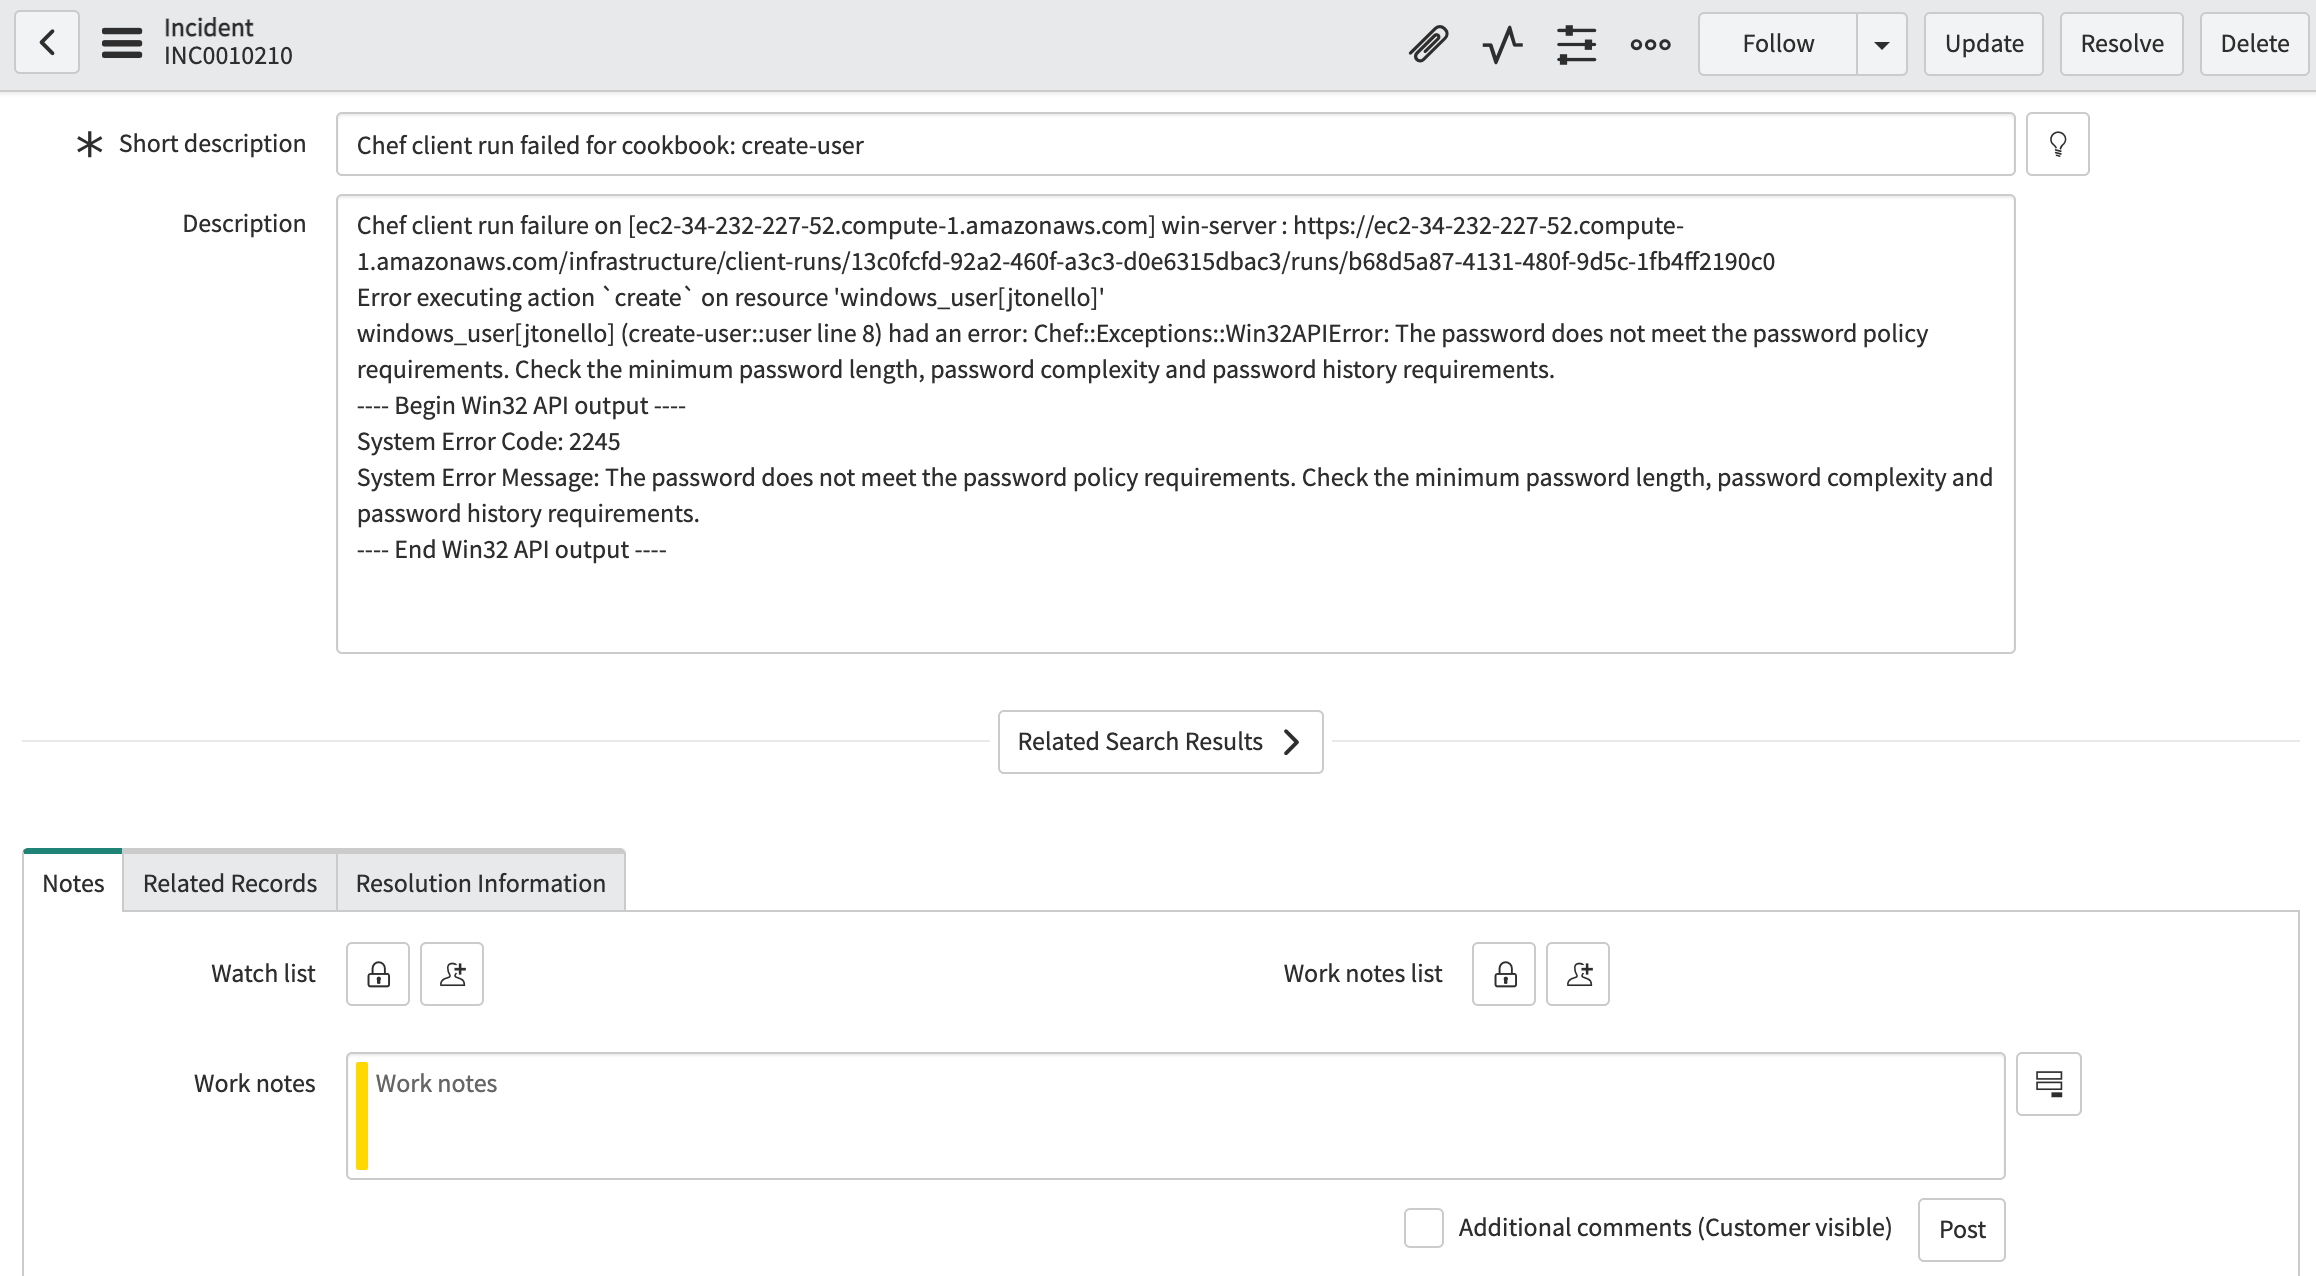 Incident
INC0010210
Follow
Update
Resolve
Delete
Short description
Chef client run failed for cookbook: create-user
Description
Chef client run failure on [ec2-34-232-227-52.compute-1.amazonaws.com] win-server : https://ec2-34-232-227-52.compute-
1.amazonaws.com/infrastructure/client-runs/13c0fcfd-92a2-460f-a3c3-d0e6315dbac3/runs/b68d5a87-4131-480f-9d5c-1fb4ff2190c0
Error executing action `create` on resource 'windows_user[jtonello]'
windows_user[jtonello] (create-user::user line 8) had an error: Chef::Exceptions::Win32APIError: The password does not meet the password policy
requirements. Check the minimum password length, password complexity and password history requirements.
---- Begin Win32 API output ----
System Error Code: 2245
System Error Message: The password does not meet the password policy requirements. Check the minimum password length, password complexity and
password history requirements.
---- End Win32 API output ----
Related Search Results
Notes
Related Records
Resolution Information
Watch list
Work notes list
Work notes
Work notes
Additional comments (Customer visible)
Post